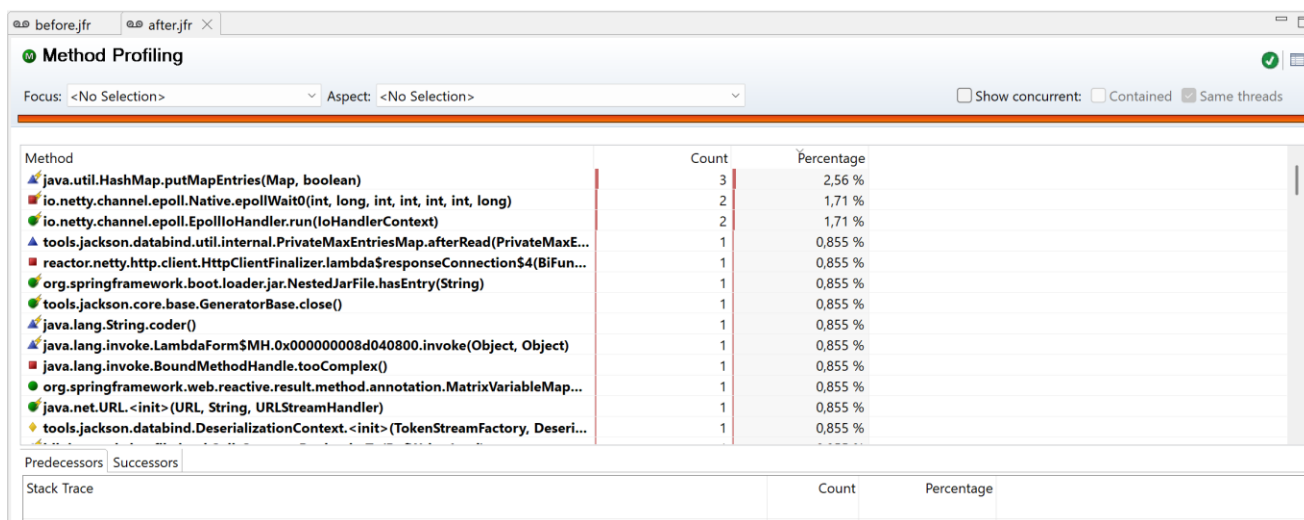 before.jfr after.jfr
Method Profiling
Focus: <No Selection> Aspect: <No Selection> Show concurrent: Contained Same threads
Method Count Percentage
java.util.HashMap.putMapEntries(Map, boolean) 3 2,56 %
io.netty.channel.epoll.Native.epollWait0(int, long, int, int, int, int, long) 2 1,71 %
io.netty.channel.epoll.EpollIoHandler.run(IoHandlerContext) 2 1,71 %
tools.jackson.databind.util.internal.PrivateMaxEntriesMap.afterRead(PrivateMaxE... 1 0,855 %
reactor.netty.http.client.HttpClientFinalizer.lambda$responseConnection$4(BiFun... 1 0,855 %
org.springframework.boot.loader.jar.NestedJarFile.hasEntry(String) 1 0,855 %
tools.jackson.core.base.GeneratorBase.close() 1 0,855 %
java.lang.String.coder() 1 0,855 %
java.lang.invoke.LambdaForm$MH.0x000000008d040800.invoke(Object, Object) 1 0,855 %
java.lang.invoke.BoundMethodHandle.tooComplex() 1 0,855 %
org.springframework.web.reactive.result.method.annotation.MatrixVariableMap... 1 0,855 %
java.net.URL.<init>(URL, String, URLStreamHandler) 1 0,855 %
tools.jackson.databind.DeserializationContext.<init>(TokenStreamFactory, Deseri... 1 0,855 %
Predecessors Successors
Stack Trace Count Percentage